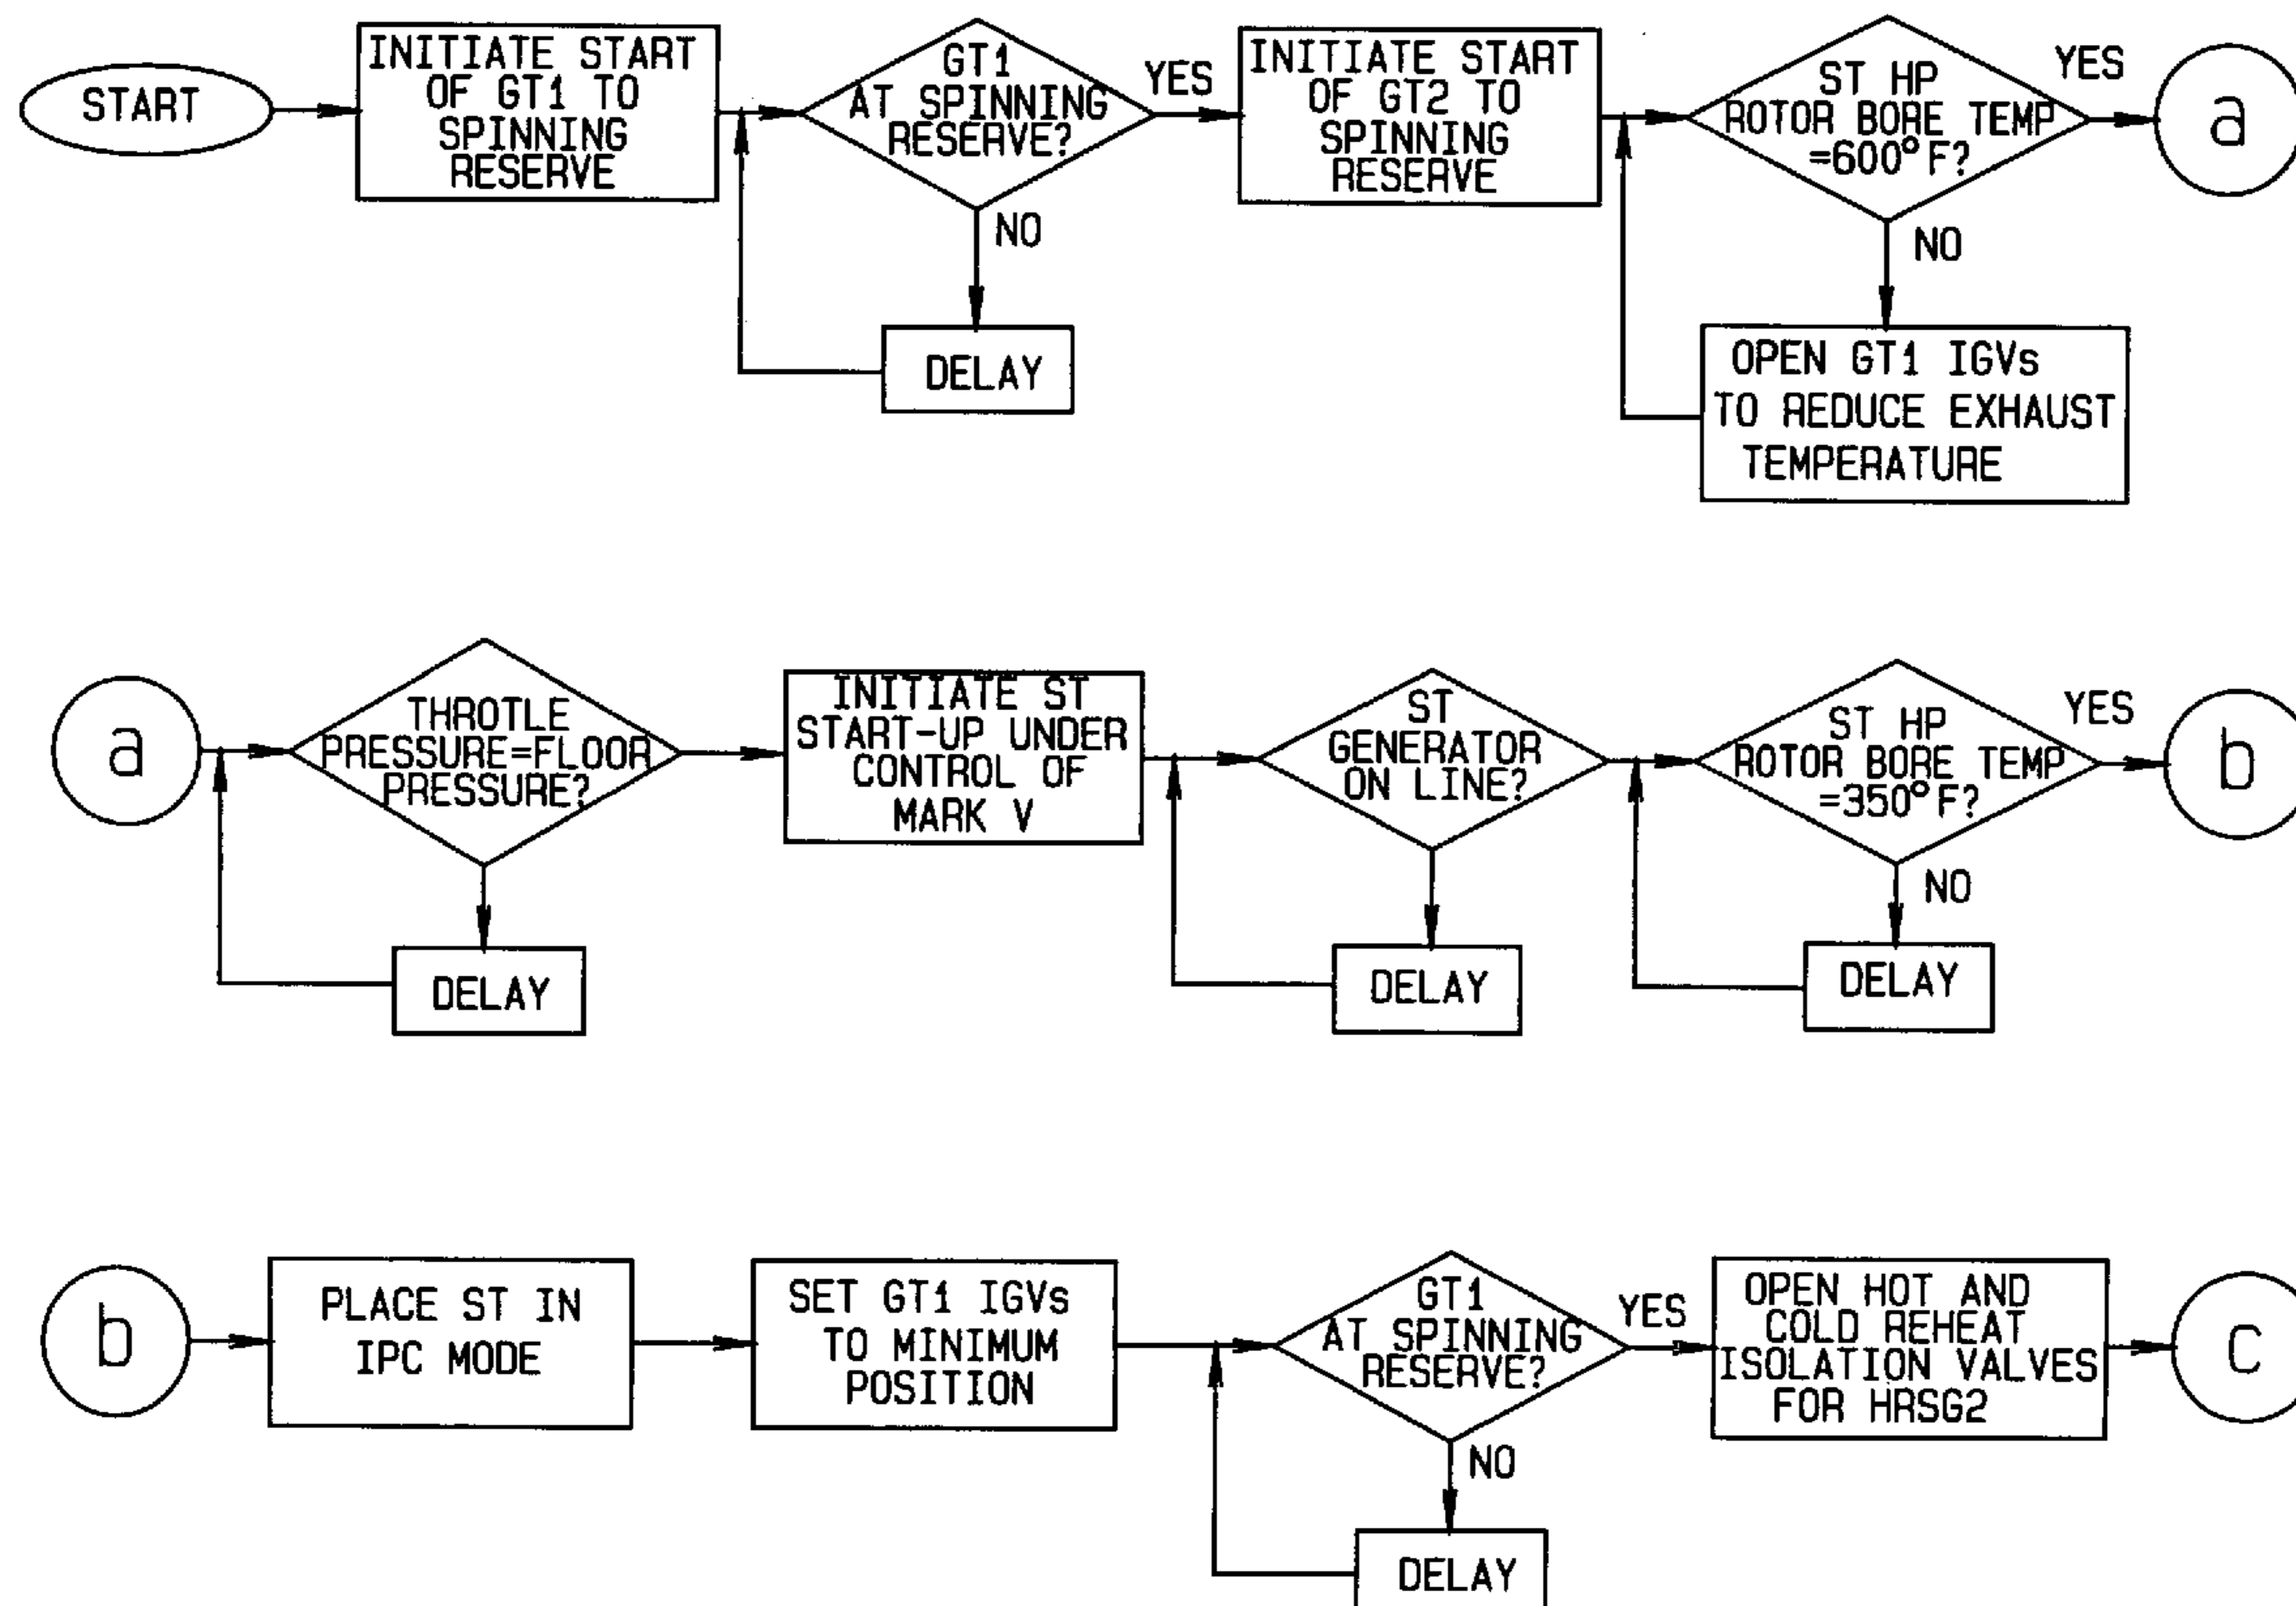 START
INITIATE START
OF GT1 TO
SPINNING
RESERVE
GT1
AT SPINNING
RESERVE?
YES
NO
DELAY
INITIATE START
OF GT2 TO
SPINNING
RESERVE
ST HP
ROTOR BORE TEMP
=600°F?
YES
a
NO
OPEN GT1 IGVs
TO REDUCE EXHAUST
TEMPERATURE
a
THROTLE
PRESSURE=FLOOR
PRESSURE?
DELAY
INITIATE ST
START-UP UNDER
CONTROL OF
MARK V
ST
GENERATOR
ON LINE?
DELAY
ST HP
ROTOR BORE TEMP
=350°F?
YES
b
NO
DELAY
b
PLACE ST IN
IPC MODE
SET GT1 IGVs
TO MINIMUM
POSITION
GT1
AT SPINNING
RESERVE?
YES
NO
DELAY
OPEN HOT AND
COLD REHEAT
ISOLATION VALVES
FOR HRSG2
c